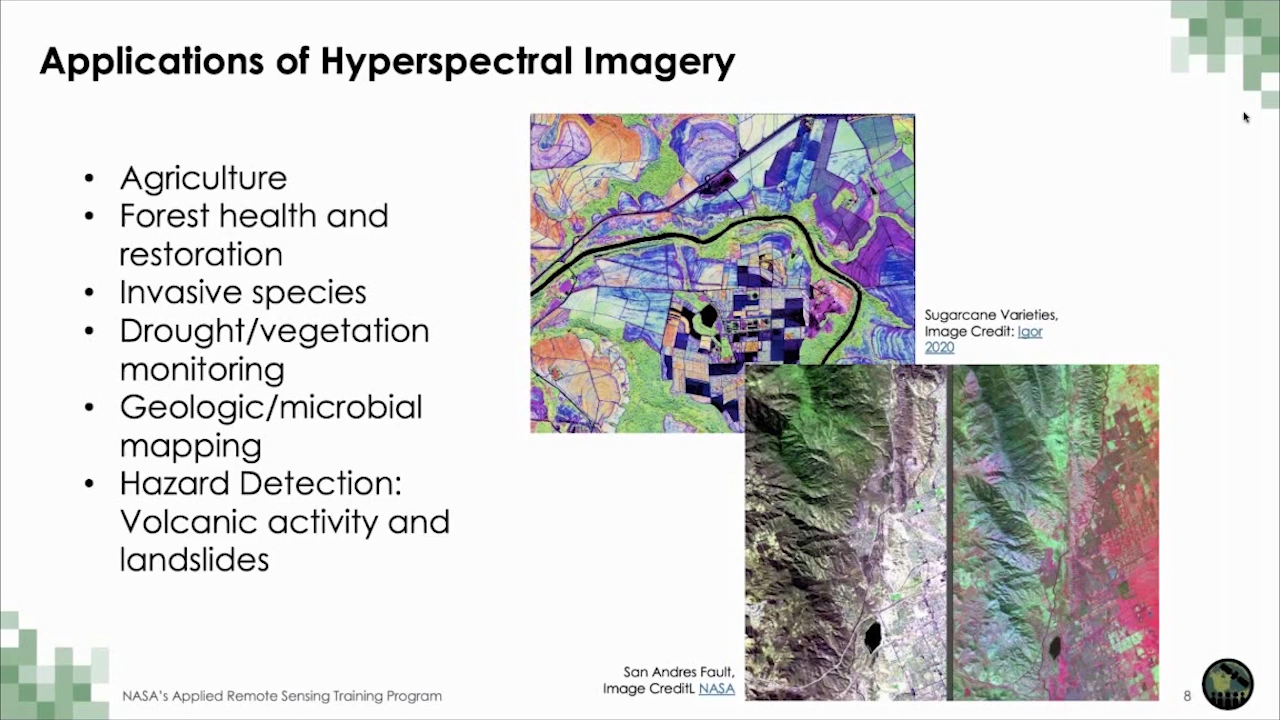 Applications of Hyperspectral Imagery
• Agriculture
• Forest health and
restoration
• Invasive species
• Drought/vegetation
monitoring
• Geologic/microbial
mapping
• Hazard Detection:
Volcanic activity and
landslides
Sugarcane Varieties,
Image Credit: Igor
2020
San Andres Fault,
Image CreditL NASA
NASA's Applied Remote Sensing Training Program
8